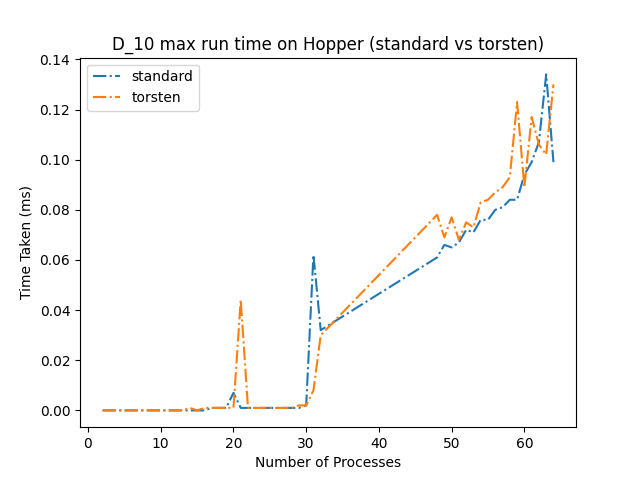 D_10 max run time on Hopper (standard vs torsten)
standard
torsten
Time Taken (ms)
0.14
0.12
0.10
0.08
0.06
0.04
0.02
0.00
0 10 20 30 40 50 60
Number of Processes